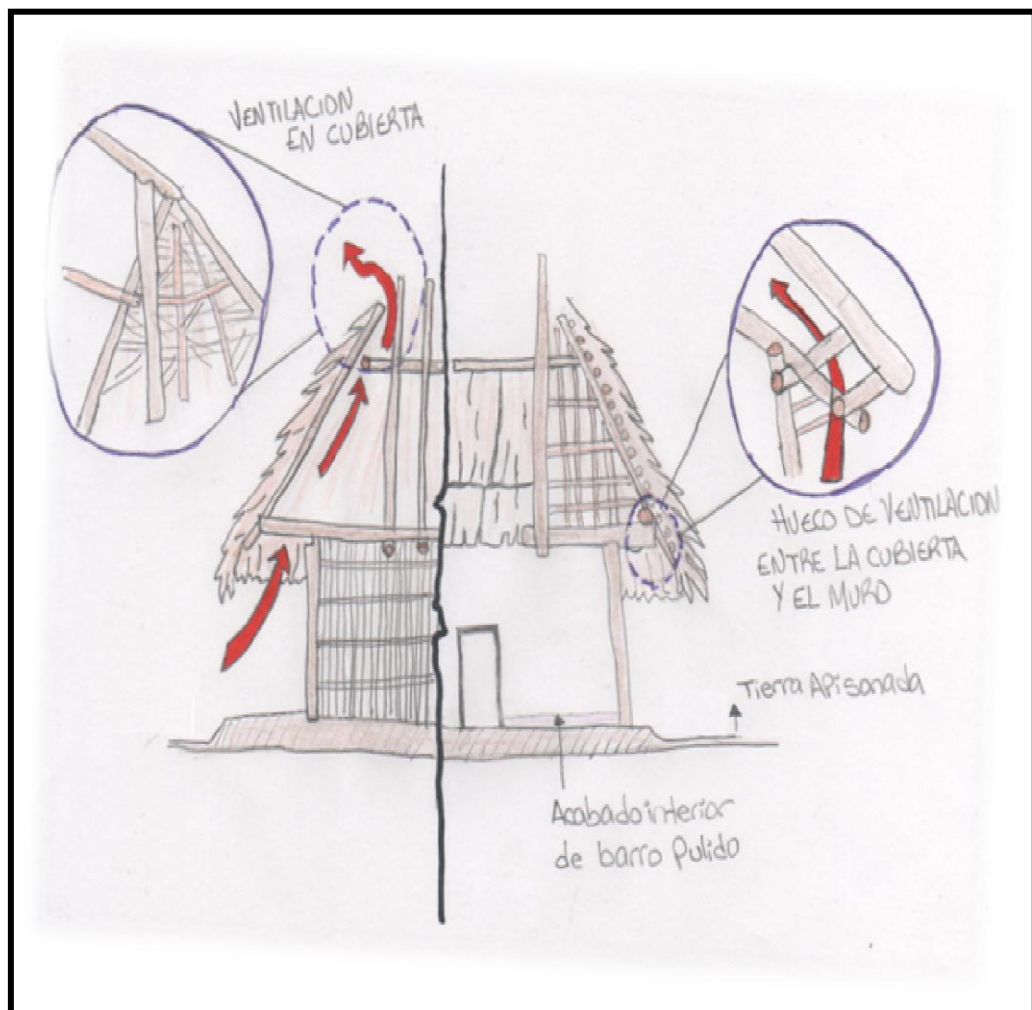 VENTILACION
EN CUBIERTA
HUECO DE VENTILACION
ENTRE LA CUBIERTA
Y EL MURO
Tierra Apisonada
Acabado interior
de barro Pulido